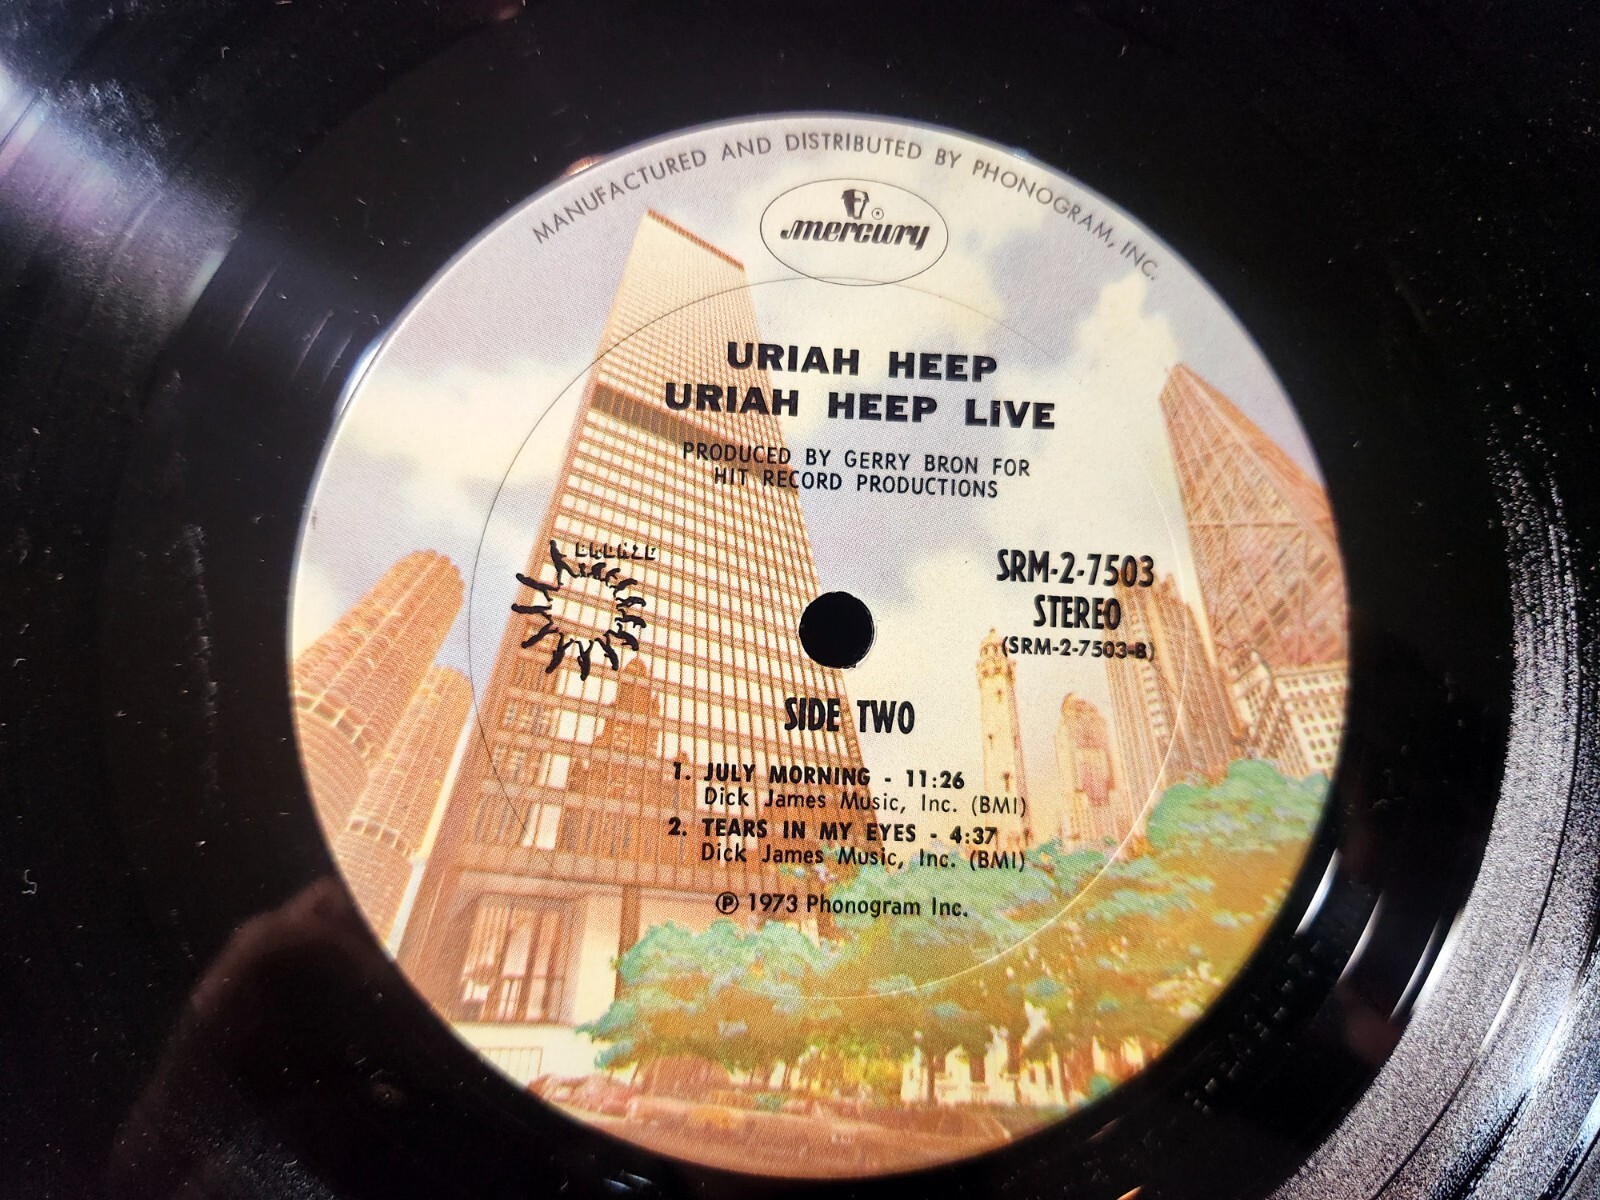 MANUFACTURED AND DISTRIBUTED BY PHONOGRAM, INC.
mercury
URIAH HEEP
URIAH HEEP LiVE
PRODUCED BY GERRY BRON FOR
HIT RECORD PRODUCTIONS
BRONZE
SRM-2-7503
STEREO
(SRM-2-7503-B)
SIDE TWO
1. JULY MORNING - 11:26
Dick James Music, Inc. (BMI)
2. TEARS IN MY EYES - 4:37
Dick James Music, Inc. (BMI)
Ⓟ 1973 Phonogram Inc.